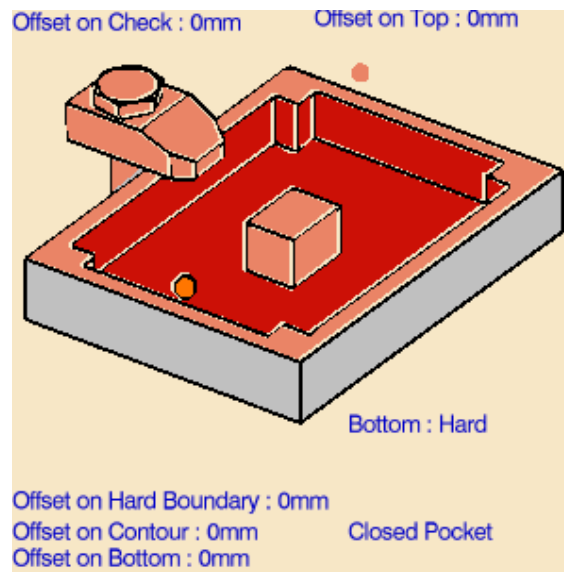 Offset on Check : 0mm
Offset on Top : 0mm
Bottom : Hard
Offset on Hard Boundary : 0mm
Offset on Contour : 0mm
Closed Pocket
Offset on Bottom : 0mm